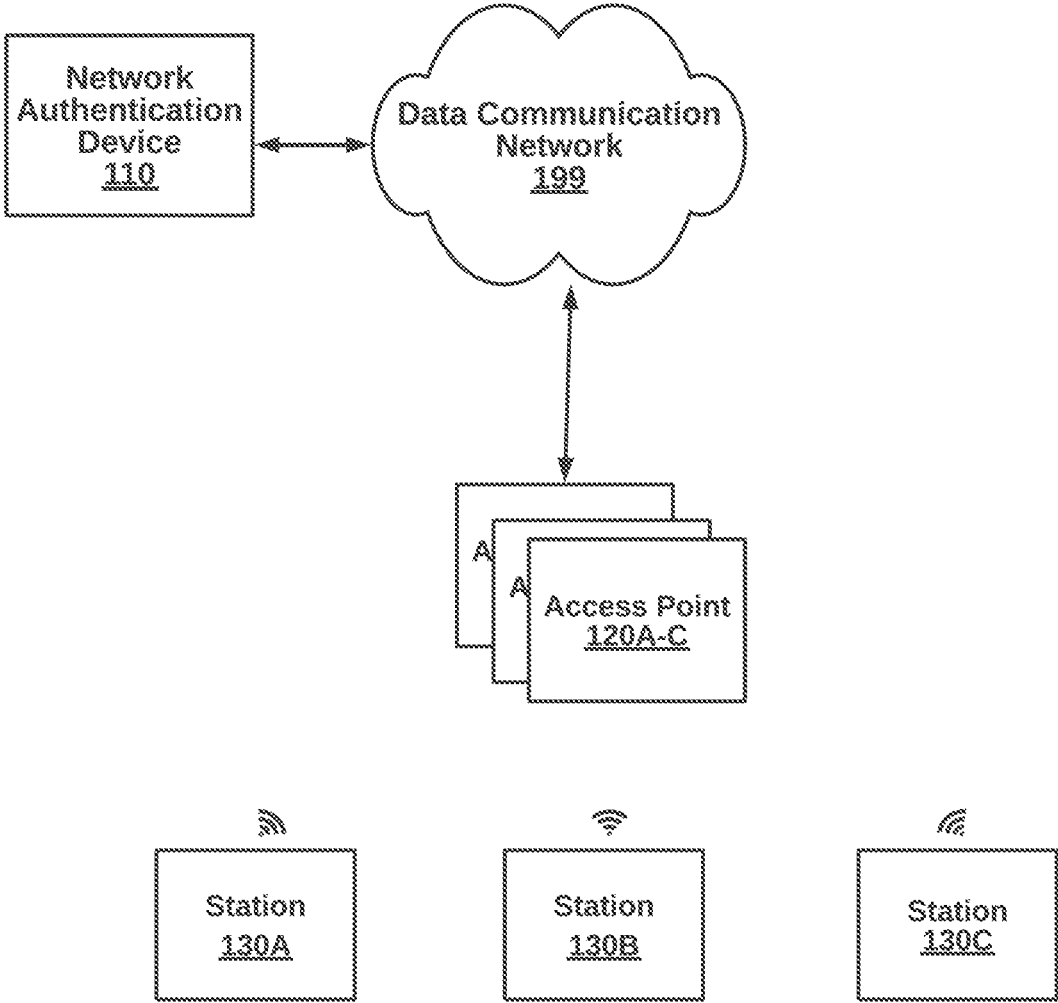 Network
Authentication
Device
110
Data Communication
Network
199
A
A
Access Point
120A-C
Station
130A
Station
130B
Station
130C